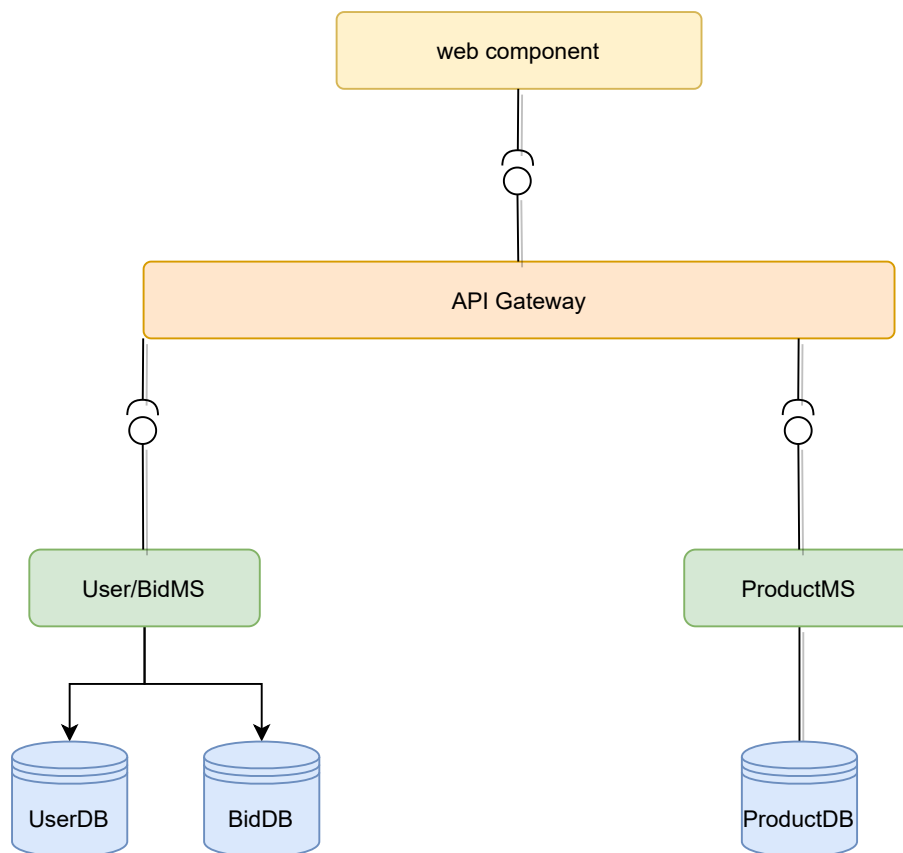 web component
API Gateway
User/BidMS
ProductMS
UserDB
BidDB
ProductDB